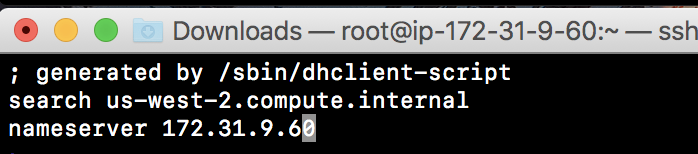 Downloads — root@ip-172-31-9-60:~ — ssh
; generated by /sbin/dhclient-script
search us-west-2.compute.internal
nameserver 172.31.9.60